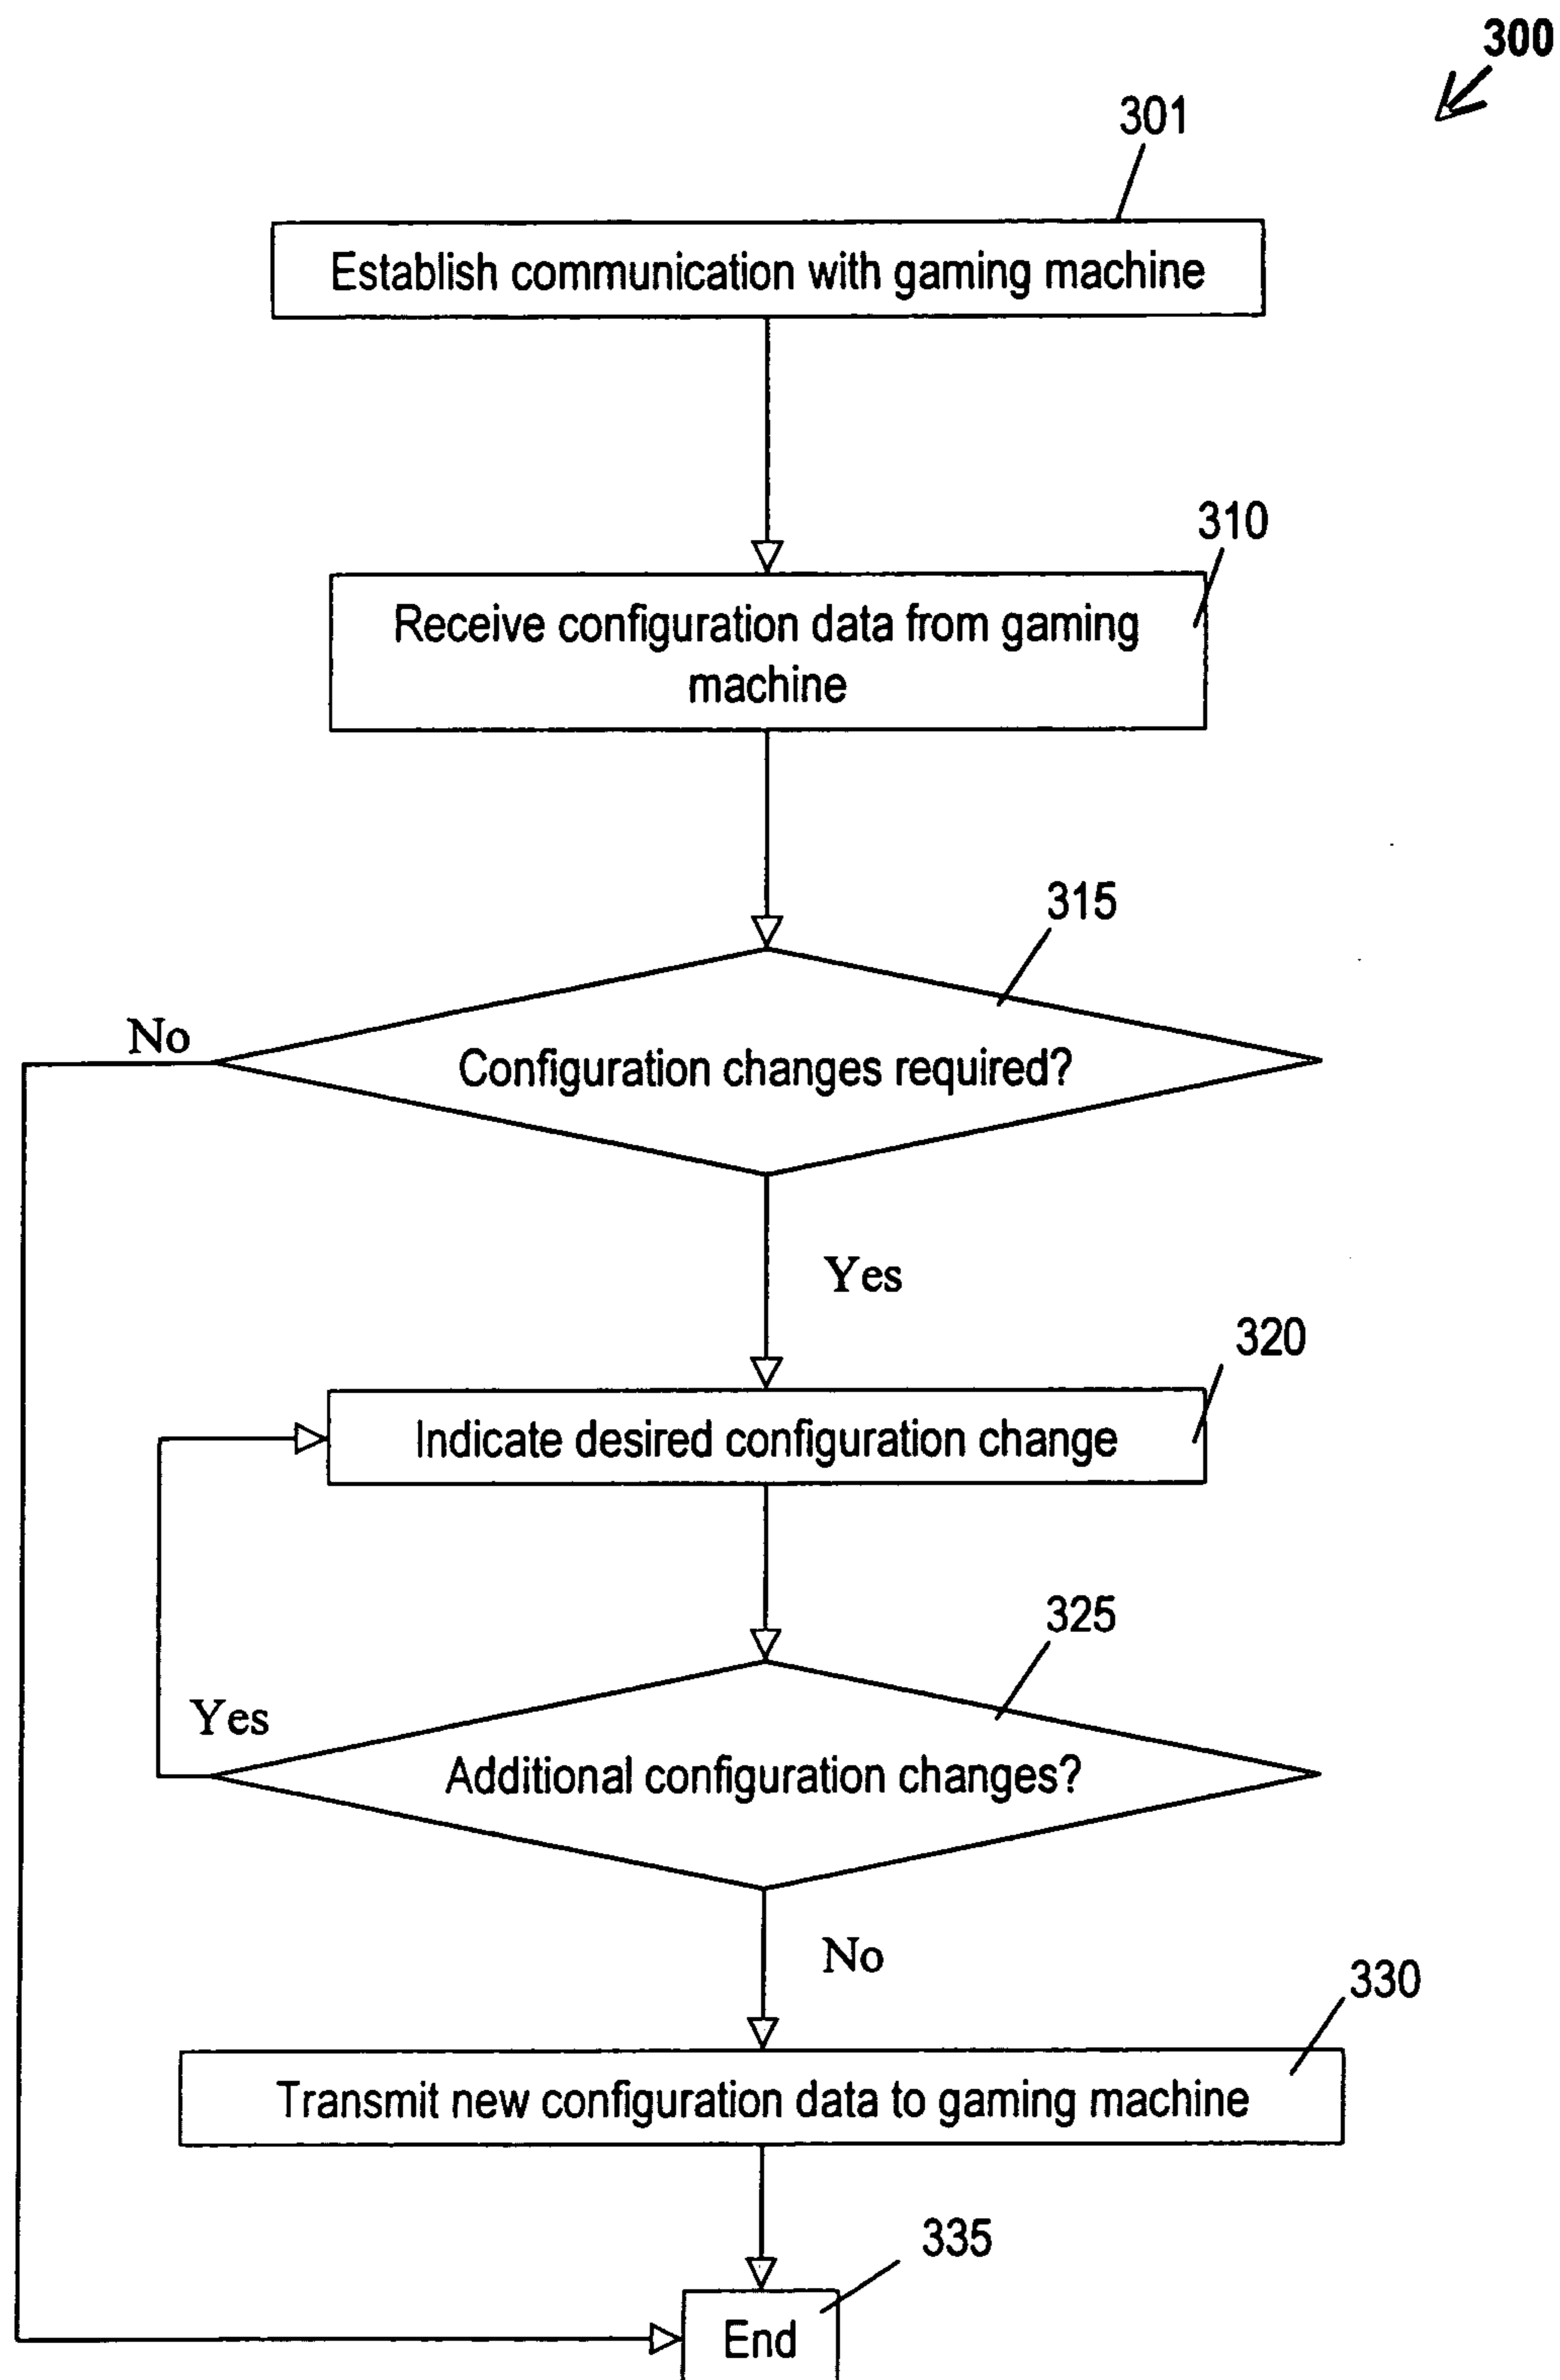 300
301
Establish communication with gaming machine
310
Receive configuration data from gaming
machine
315
No
Configuration changes required?
Yes
320
Indicate desired configuration change
325
Yes
Additional configuration changes?
No
330
Transmit new configuration data to gaming machine
335
End